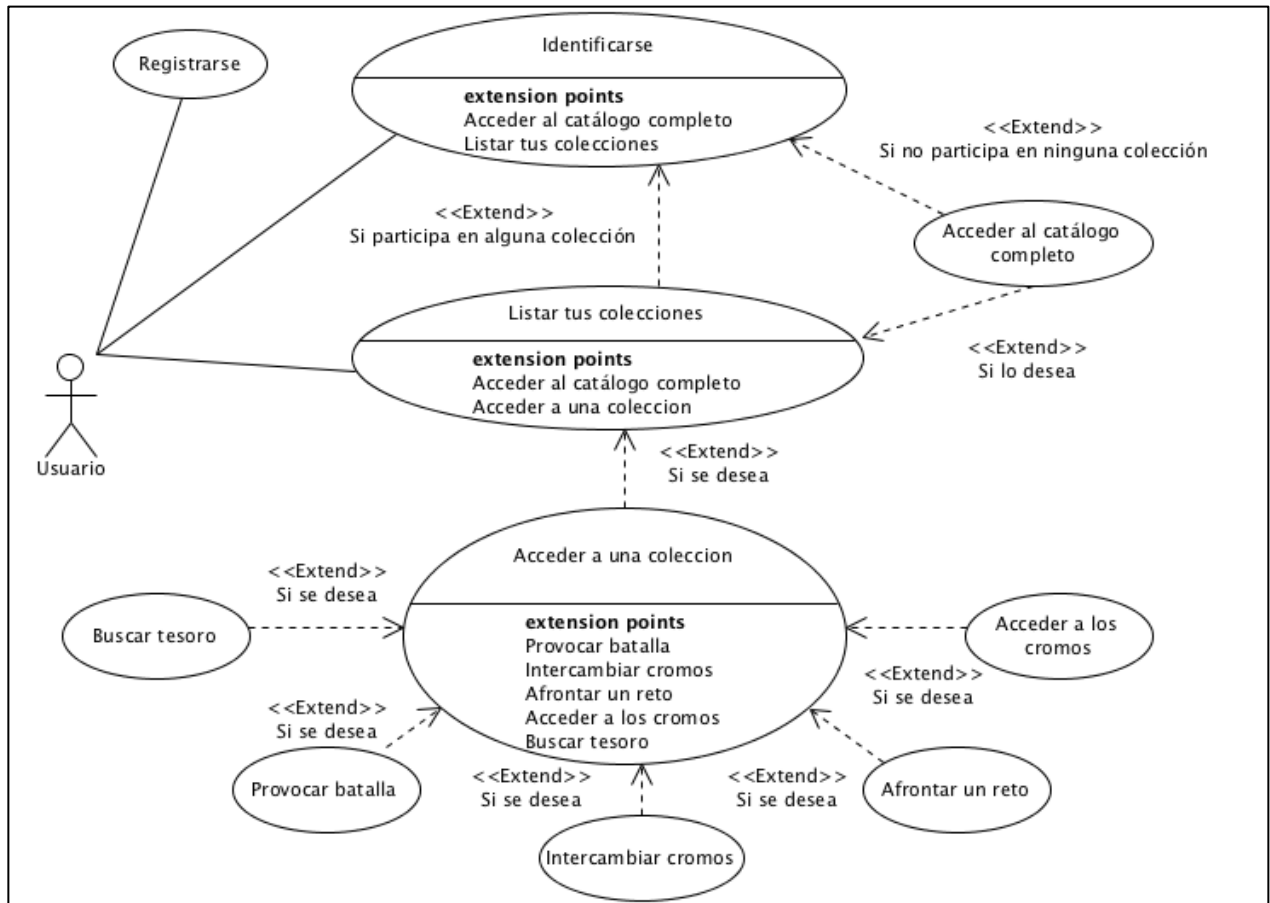 Registrarse
Identificarse
extension points
Acceder al catálogo completo
Listar tus colecciones
<<Extend>>
Si no participa en ninguna colección
<<Extend>>
Si participa en alguna colección
Acceder al catálogo
completo
Listar tus colecciones
extension points
Acceder al catálogo completo
Acceder a una coleccion
<<Extend>>
Si lo desea
Usuario
<<Extend>>
Si se desea
Acceder a una coleccion
extension points
Provocar batalla
Intercambiar cromos
Afrontar un reto
Acceder a los cromos
Buscar tesoro
<<Extend>>
Si se desea
Buscar tesoro
Acceder a los
cromos
<<Extend>>
Si se desea
<<Extend>>
Si se desea
Provocar batalla
<<Extend>>
Si se desea
<<Extend>>
Si se desea
Afrontar un reto
Intercambiar cromos